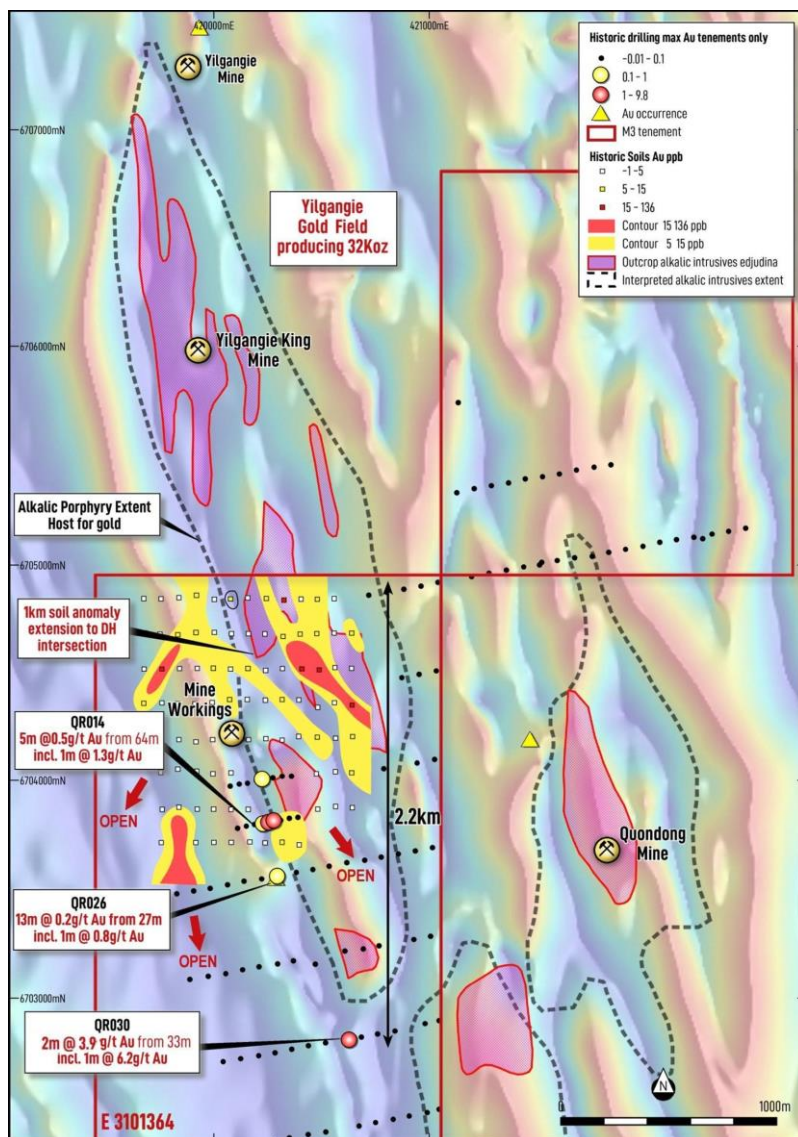 420000mE
421000mE
Yilgangie
Mine
6707000mN
Yilgangie
Gold Field
producing 32Koz
Historic drilling max Au tenements only
-0.01 - 0.1
0.1 - 1
1 - 9.8
Au occurrence
M3 tenement
Historic Soils Au ppb
-1 - 5
5 - 15
15 - 136
Contour 15 136 ppb
Contour 5 15 ppb
Outcrop alkalic intrusives edjudina
Interpreted alkalic intrusives extent
6706000mN
Yilgangie King
Mine
Alkalic Porphyry Extent
Host for gold
6705000mN
1km soil anomaly
extension to DH
intersection
Mine
Workings
QR014
5m @0.5g/t Au from 64m
incl. 1m @ 1.3g/t Au
6704000mN
OPEN
2.2km
OPEN
Quondong
Mine
QR026
13m @ 0.2g/t Au from 27m
incl. 1m @ 0.8g/t Au
OPEN
6703000mN
QR030
2m @ 3.9 g/t Au from 33m
incl. 1m @ 6.2g/t Au
N
E 3101364
0
1000m